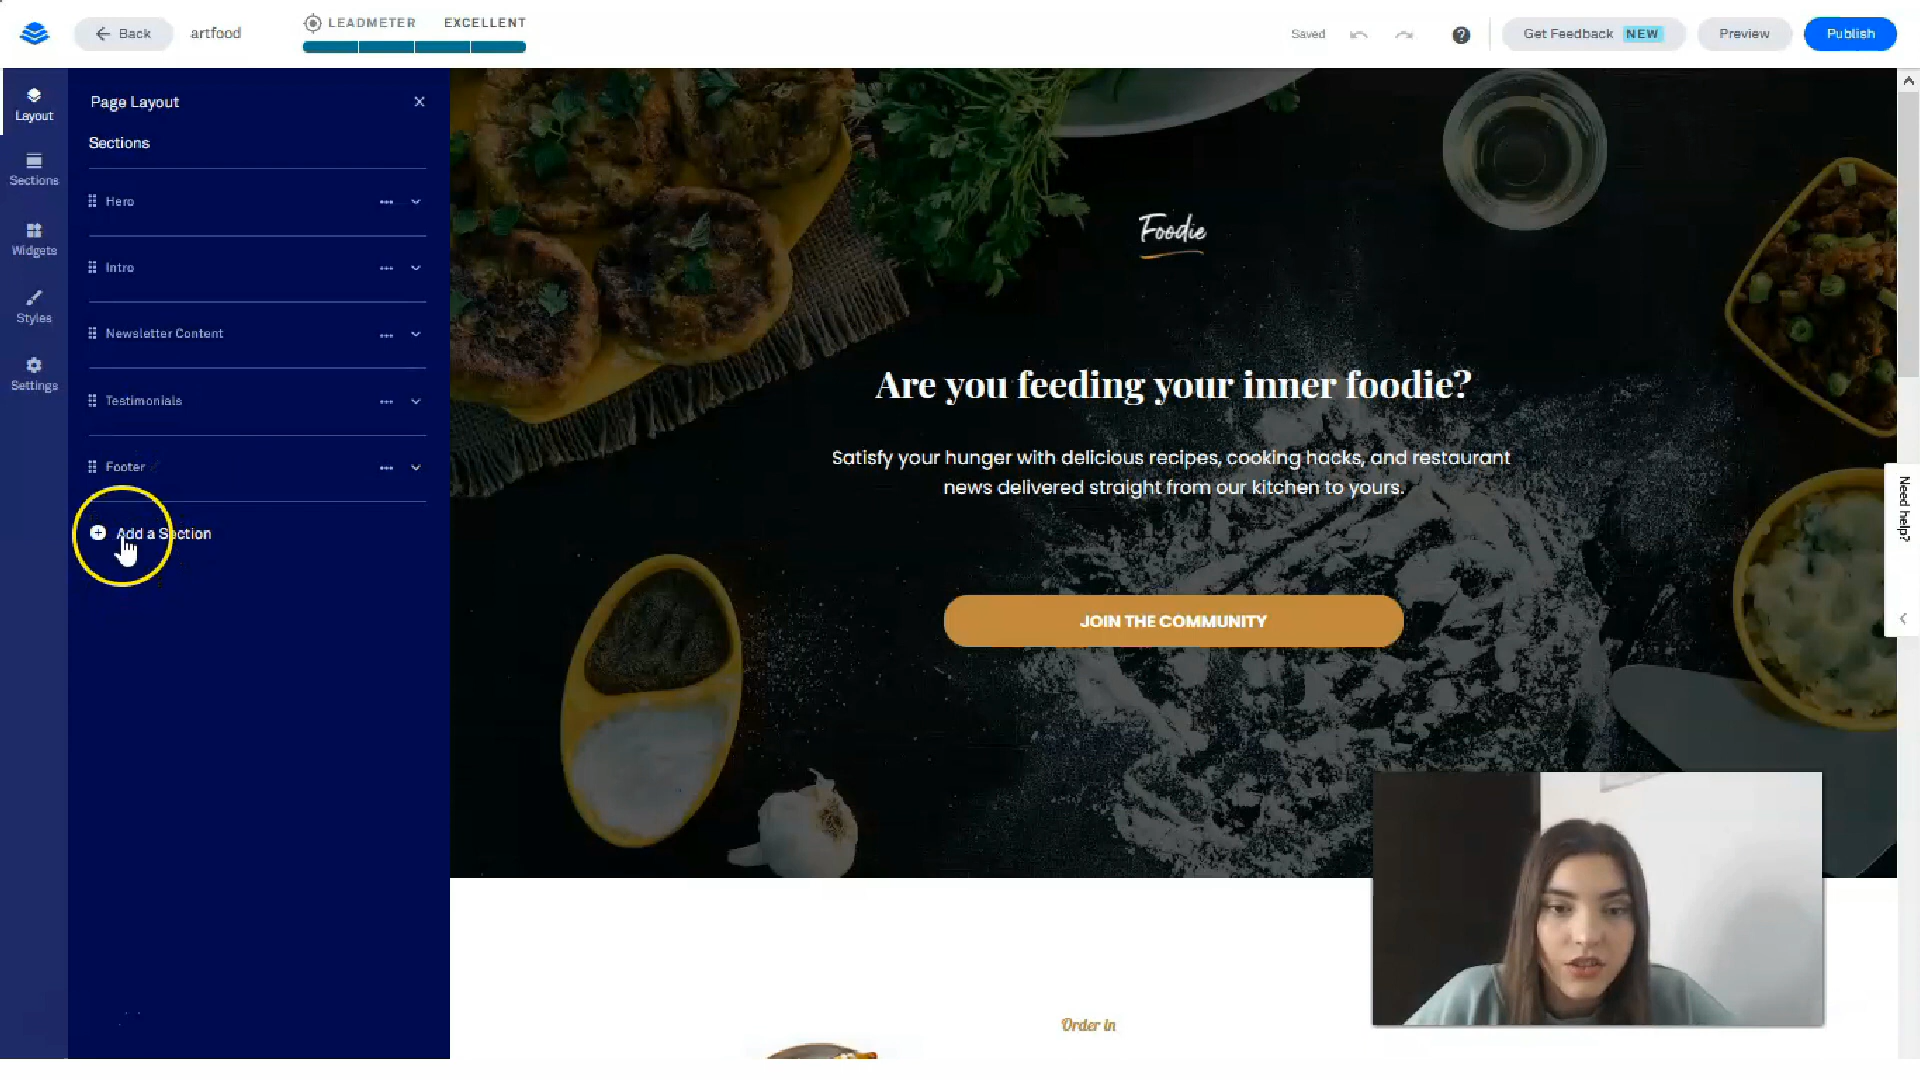 Back
artfood
LEADMETER EXCELLENT
Saved
?
Get Feedback NEW
Preview
Publish
Layout
Sections
Widgets
Styles
Settings
Page Layout
Sections
Hero
Intro
Newsletter Content
Testimonials
Footer
Add a Section
Foodie
Are you feeding your inner foodie?
Satisfy your hunger with delicious recipes, cooking hacks, and restaurant
news delivered straight from our kitchen to yours.
JOIN THE COMMUNITY
Order in
Need help?